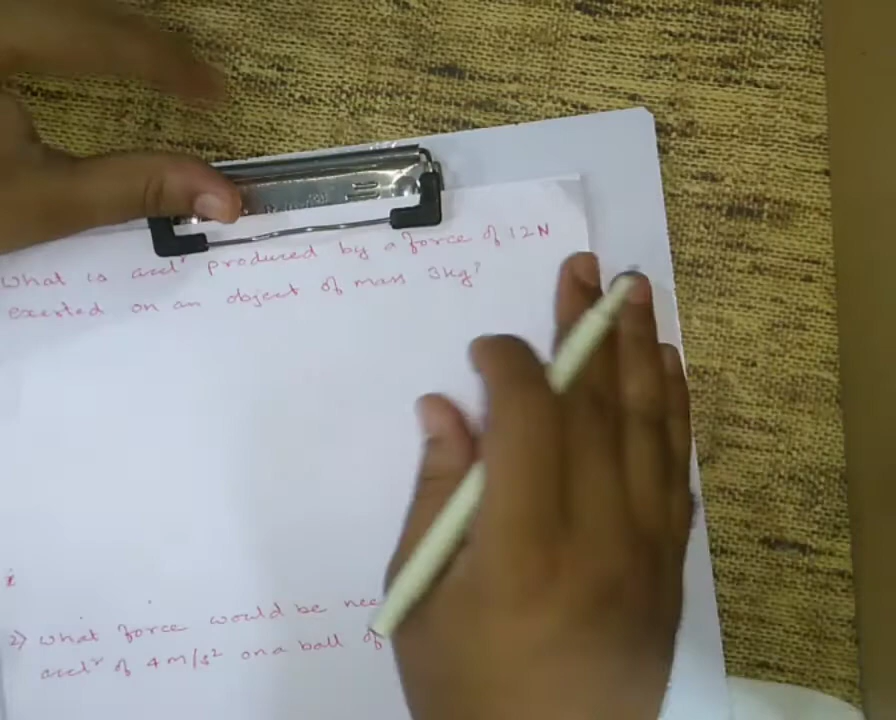 What is accl^r produced by a force of 12N
exerted on an object of mass 3kg?
2) What force would be nee
accl^r of 4 m/s² on a ball of